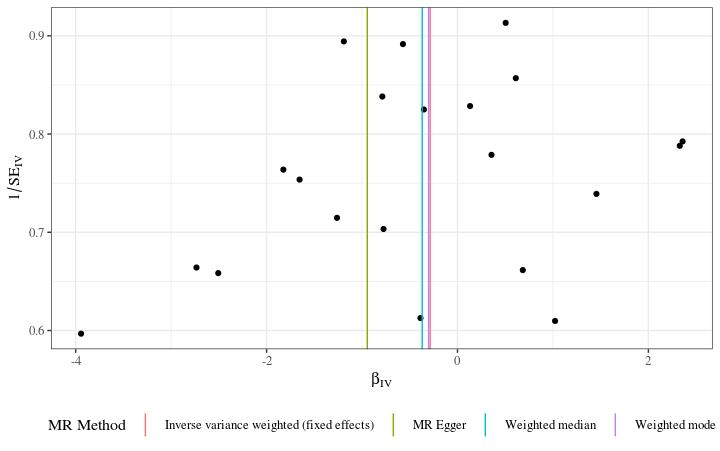 0.9
0.8
0.7
0.6
1/SE_IV
-4 -2 0 2
β_IV
MR Method Inverse variance weighted (fixed effects) MR Egger Weighted median Weighted mode